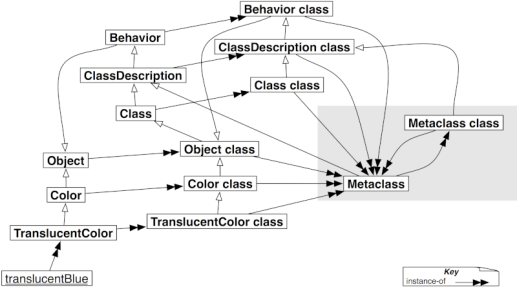 Behavior class
Behavior
ClassDescription class
ClassDescription
Class class
Class
Metaclass class
Object class
Object
Color class
Metaclass
Color
TranslucentColor class
TranslucentColor
translucentBlue
Key
instance-of